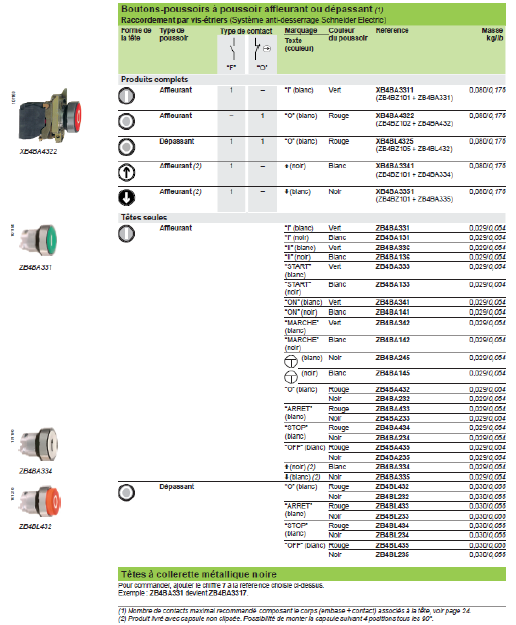 Boutons-poussoirs à poussoir affleurant ou dépassant (1)
Raccordement par vis-étriers (Système anti-desserrage Schneider Electric)
Forme de la tête Type de poussoir Type de contact Marquage Couleur du poussoir Référence Masse kg/lb
Texte (couleur)
"F" "O"
Produits complets
Affleurant 1 – "I" (blanc) Vert XB4BA3311 0,080/0,176
(ZB4BZ101 + ZB4BA331)
Affleurant – 1 "O" (blanc) Rouge XB4BA4322 0,080/0,176
(ZB4BZ102 + ZB4BA432)
Dépassant 1 1 "O" (blanc) Rouge XB4BL4325 0,080/0,176
(ZB4BZ105 + ZB4BL432)
Affleurant (2) 1 – (noir) Blanc XB4BA3341 0,080/0,176
(ZB4BZ101 + ZB4BA334)
Affleurant (2) 1 – (blanc) Noir XB4BA3351 0,080/0,176
(ZB4BZ101 + ZB4BA335)
XB4BA4322
Têtes seules
Affleurant "I" (blanc) Vert ZB4BA331 0,029/0,064
"I" (noir) Blanc ZB4BA131 0,029/0,064
"II" (blanc) Vert ZB4BA336 0,029/0,064
"II" (noir) Blanc ZB4BA136 0,029/0,064
"START" (blanc) Vert ZB4BA333 0,029/0,064
"START" (noir) Blanc ZB4BA133 0,029/0,064
"ON" (blanc) Vert ZB4BA341 0,029/0,064
"ON" (noir) Blanc ZB4BA141 0,029/0,064
"MARCHE" (blanc) Vert ZB4BA342 0,029/0,064
"MARCHE" (noir) Blanc ZB4BA142 0,029/0,064
(blanc) Noir ZB4BA245 0,029/0,064
(noir) Blanc ZB4BA145 0,029/0,064
"O" (blanc) Rouge ZB4BA432 0,029/0,064
Noir ZB4BA232 0,029/0,064
"ARRET" (blanc) Rouge ZB4BA433 0,029/0,064
Noir ZB4BA233 0,029/0,064
"STOP" (blanc) Rouge ZB4BA434 0,029/0,064
Noir ZB4BA234 0,029/0,064
"OFF" (blanc) Rouge ZB4BA435 0,029/0,064
Noir ZB4BA235 0,029/0,064
(noir) (2) Blanc ZB4BA334 0,029/0,064
(blanc) (2) Noir ZB4BA335 0,029/0,064
ZB4BA331
ZB4BA334
Dépassant "O" (blanc) Rouge ZB4BL432 0,030/0,066
Noir ZB4BL232 0,030/0,066
"ARRET" (blanc) Rouge ZB4BL433 0,030/0,066
Noir ZB4BL233 0,030/0,066
"STOP" (blanc) Rouge ZB4BL434 0,030/0,066
Noir ZB4BL234 0,030/0,066
"OFF" (blanc) Rouge ZB4BL435 0,030/0,066
Noir ZB4BL235 0,030/0,066
ZB4BL432
Têtes à collerette métallique noire
Pour commander, ajouter le chiffre 7 à la référence choisie ci-dessus.
Exemple : ZB4BA331 devient ZB4BA3317.
(1) Nombre de contacts maximal recommandé composant le corps (embase + contact) associés à la tête, voir page 24.
(2) Produit livré avec capsule non clipsée. Possibilité de monter la capsule suivant 4 positions tous les 90°.